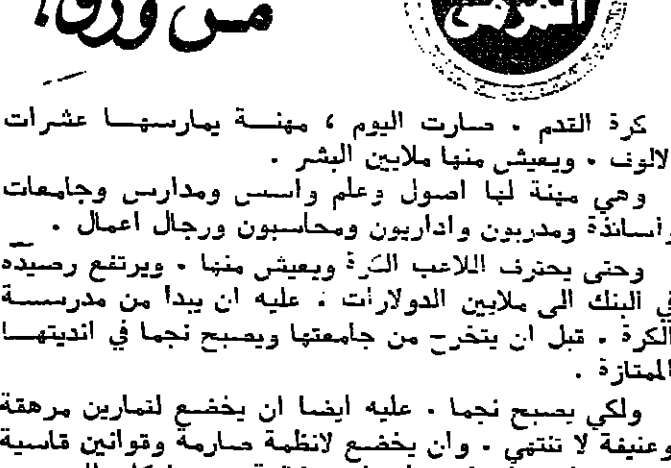 من ورق!
المرمى
كرة القدم ، صارت اليوم ، مهنة يمارسها عشرات
الالوف ، ويعيش منها ملايين البشر .
وهي مهنة لها اصول وعلم واسس ومدارس وجامعات
واساتذة ومدربون واداريون ومحاسبون ورجال اعمال .
وحتى يحترف اللاعب الكرة ويعيش منها ، ويرتفع رصيده
في البنك الى ملايين الدولارات ، عليه ان يبدا من مدرسة
الكرة ، قبل ان يتخرج من جامعتها ويصبح نجما في انديتها
الممتازة .
ولكي يصبح نجما ، عليه ايضا ان يخضع لتمارين مرهقة
وعنيفة لا تنتهي ، وان يخضع لانظمة صارمة وقوانين قاسية